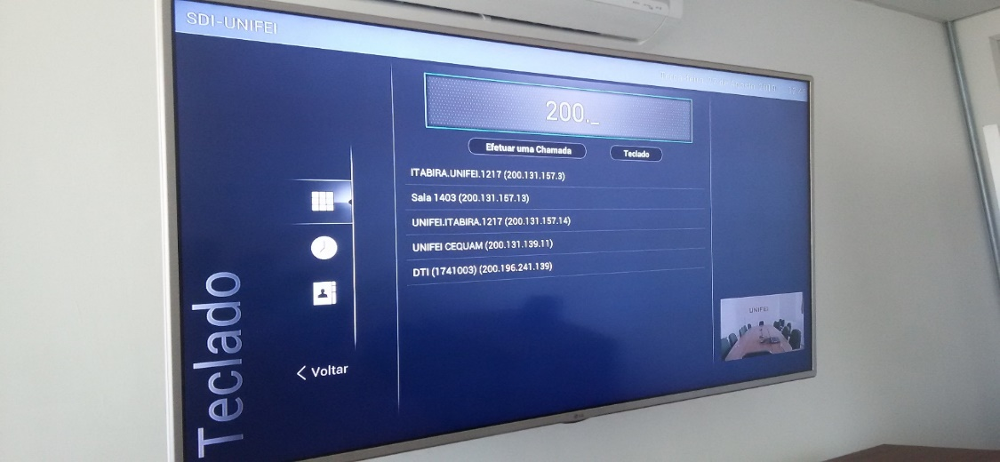 SDI-UNIFEI
200._
Efetuar uma Chamada
Teclado
ITABIRA.UNIFEI.1217 (200.131.157.3)
Sala 1403 (200.131.157.13)
UNIFEI.ITABIRA.1217 (200.131.157.14)
UNIFEI CEQUAM (200.131.139.11)
DTI (1741003) (200.196.241.139)
Teclado
< Voltar
UNIFEI
LG